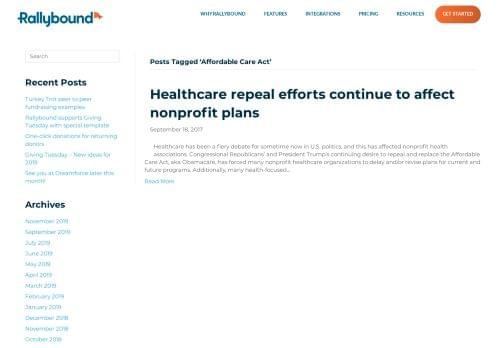 Rallybound
WHY RALLYBOUND
FEATURES
INTEGRATIONS
PRICING
RESOURCES
GET STARTED
Search
Recent Posts
Turkey Trot peer to peer
fundraising examples
Rallybound supports Giving
Tuesday with special template
One-click donations for returning
donors
Giving Tuesday – New ideas for
2019
See you at Dreamforce later this
month!
Archives
November 2019
September 2019
July 2019
June 2019
May 2019
April 2019
March 2019
February 2019
January 2019
December 2018
November 2018
October 2018
Posts Tagged ‘Affordable Care Act’
Healthcare repeal efforts continue to affect
nonprofit plans
September 18, 2017
Healthcare has been a fiery debate for sometime now in U.S. politics, and this has affected nonprofit health
associations. Congressional Republicans’ and President Trump’s continuing desire to repeal and replace the Affordable
Care Act, aka Obamacare, has forced many nonprofit healthcare organizations to delay and/or revise plans for current and
future programs. Additionally, many health-focused...
Read More